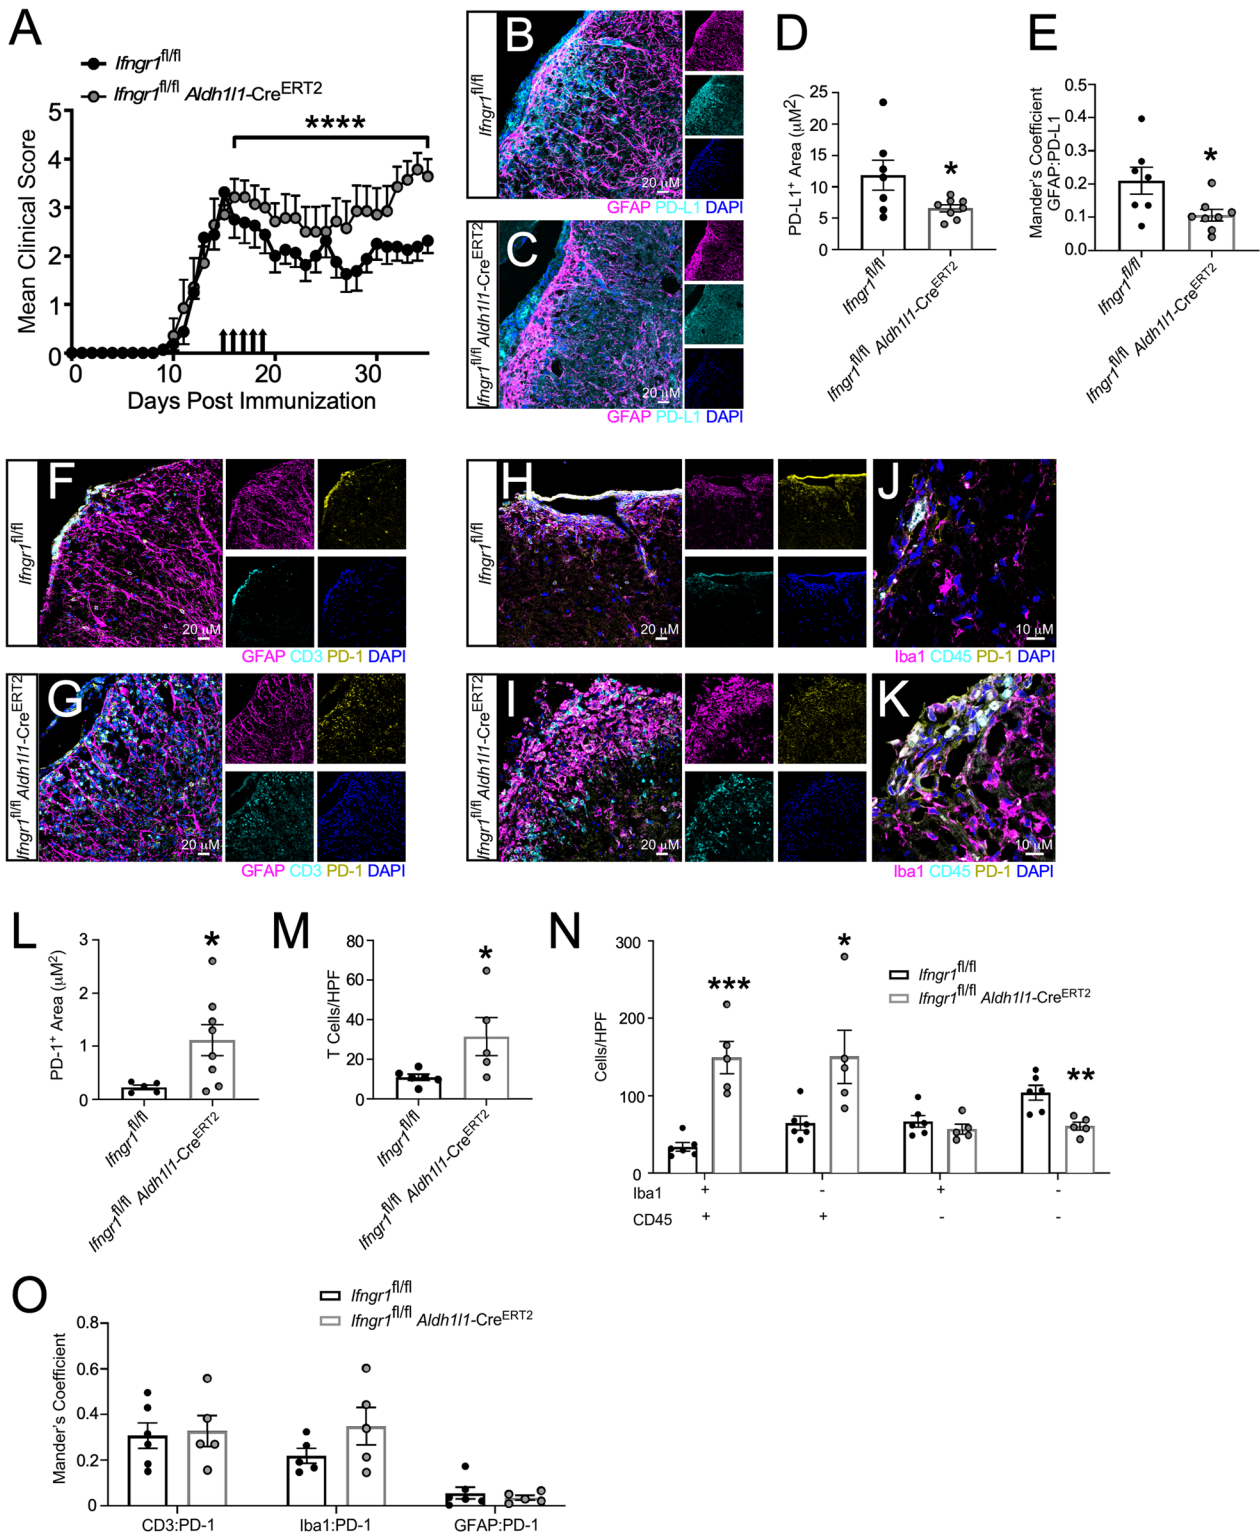 A
Ifngr1fl/fl
Ifngr1fl/fl Aldh1l1-CreERT2
****
Mean Clinical Score
5
4
3
2
1
0
0 10 20 30
Days Post Immunization
B
Ifngr1fl/fl
20 µM
GFAP PD-L1 DAPI
C
Ifngr1fl/fl Aldh1l1-CreERT2
20 µM
GFAP PD-L1 DAPI
D
PD-L1+ Area (µM2)
25
20
15
10
5
0
*
Ifngr1fl/fl
Ifngr1fl/fl Aldh1l1-CreERT2
E
Mander's Coefficient
GFAP:PD-L1
0.5
0.4
0.3
0.2
0.1
0.0
*
Ifngr1fl/fl
Ifngr1fl/fl Aldh1l1-CreERT2
F
Ifngr1fl/fl
20 µM
GFAP CD3 PD-1 DAPI
G
Ifngr1fl/fl Aldh1l1-CreERT2
20 µM
GFAP CD3 PD-1 DAPI
H
Ifngr1fl/fl
20 µM
J
10 µM
Iba1 CD45 PD-1 DAPI
I
Ifngr1fl/fl Aldh1l1-CreERT2
20 µM
K
10 µM
Iba1 CD45 PD-1 DAPI
L
PD-1+ Area (µM2)
3
2
1
0
*
Ifngr1fl/fl
Ifngr1fl/fl Aldh1l1-CreERT2
M
T Cells/HPF
80
60
40
20
0
*
Ifngr1fl/fl
Ifngr1fl/fl Aldh1l1-CreERT2
N
Cells/HPF
300
200
100
0
*** * **
Ifngr1fl/fl
Ifngr1fl/fl Aldh1l1-CreERT2
Iba1 + - + -
CD45 + + - -
O
Ifngr1fl/fl
Ifngr1fl/fl Aldh1l1-CreERT2
Mander's Coefficient
0.8
0.6
0.4
0.2
0
CD3:PD-1 Iba1:PD-1 GFAP:PD-1